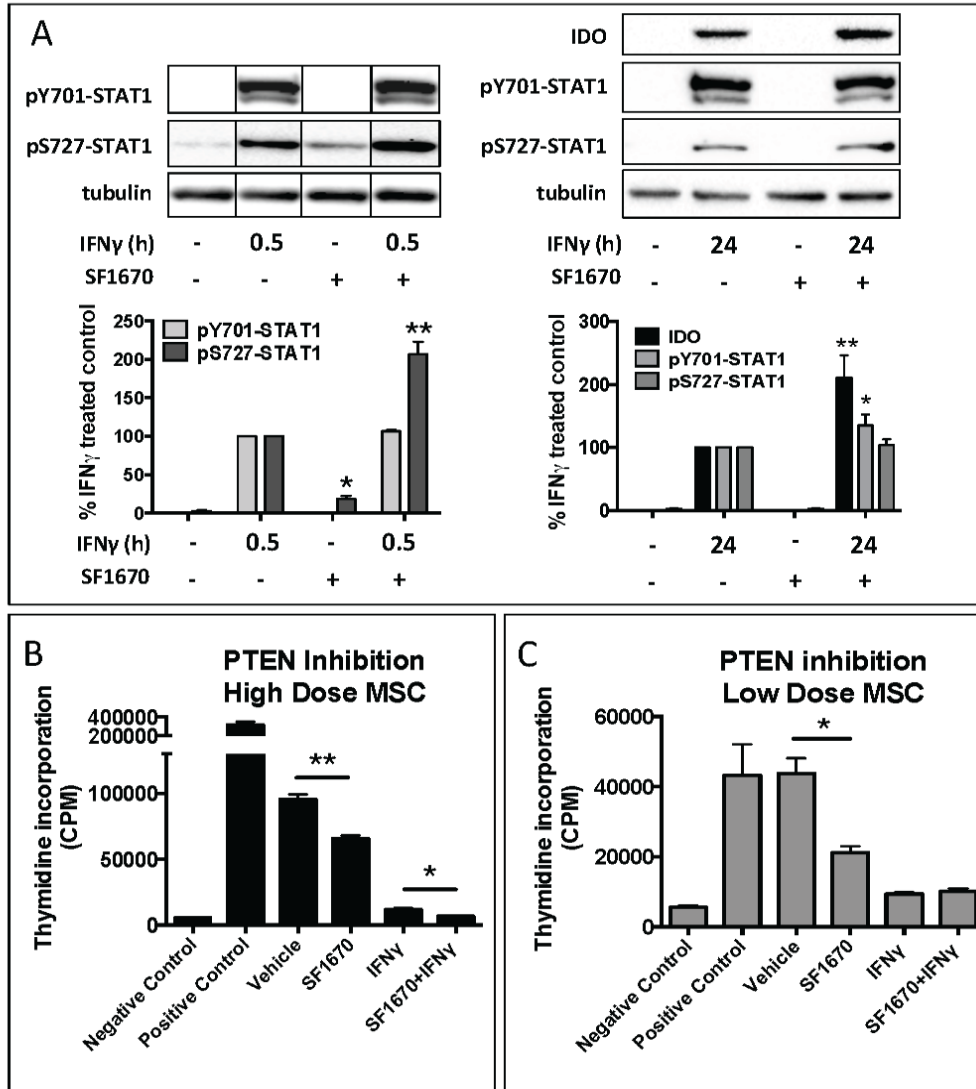 A
pY701-STAT1
pS727-STAT1
tubulin
IFNγ (h) - 0.5 - 0.5
SF1670 - - + +
IDO
pY701-STAT1
pS727-STAT1
tubulin
IFNγ (h) - 24 - 24
SF1670 - - + +
% IFNγ treated control
250
200
150
100
50
0
pY701-STAT1
pS727-STAT1
*
**
IFNγ (h) - 0.5 - 0.5
SF1670 - - + +
% IFNγ treated control
300
200
100
0
IDO
pY701-STAT1
pS727-STAT1
**
*
IFNγ (h) - 24 - 24
SF1670 - - + +
B
PTEN Inhibition
High Dose MSC
Thymidine incorporation
(CPM)
400000
200000
100000
50000
0
**
*
Negative Control
Positive Control
Vehicle
SF1670
IFNγ
SF1670+IFNγ
C
PTEN inhibition
Low Dose MSC
Thymidine incorporation
(CPM)
60000
40000
20000
0
*
Negative Control
Positive Control
Vehicle
SF1670
IFNγ
SF1670+IFNγ